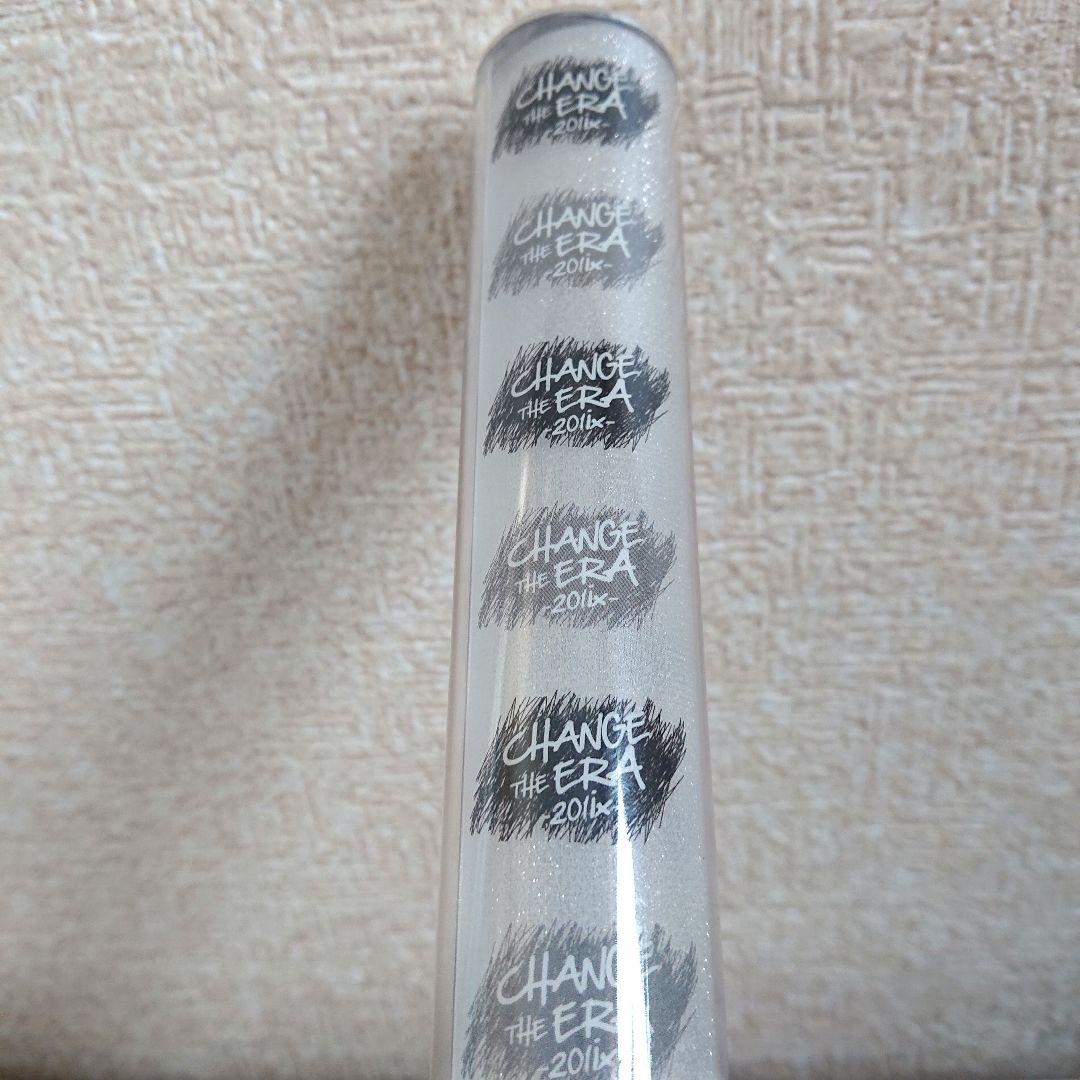 CHANGE
THE ERA
-201ix-
CHANGE
THE ERA
-201ix-
CHANGE
THE ERA
-201ix-
CHANGE
THE ERA
-201ix-
CHANGE
THE ERA
-201ix-
CHANGE
THE ERA
-201ix-